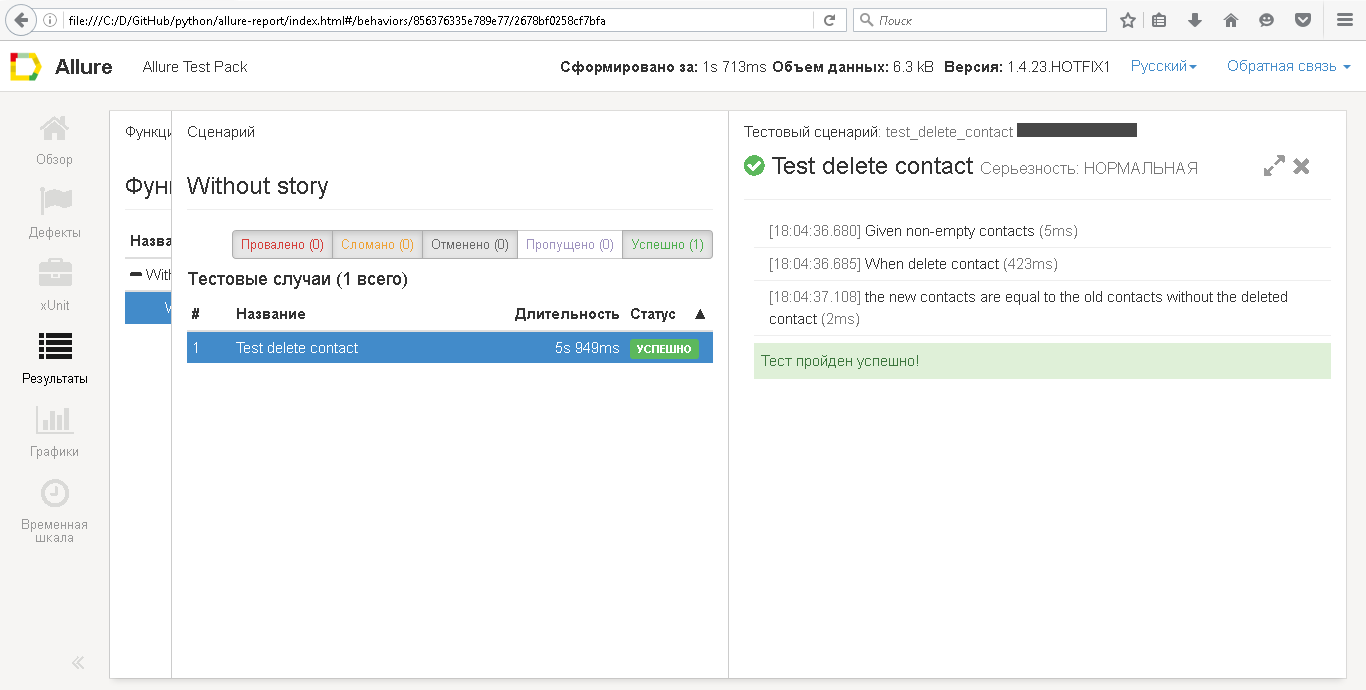 file:///C:/D/GitHub/python/allure-report/index.html#/behaviors/856376335e789e77/2678bf0258cf7bfa
Поиск
Allure
Allure Test Pack
Сформировано за: 1s 713ms Объем данных: 6.3 kB Версия: 1.4.23.HOTFIX1
Русский
Обратная связь
Обзор
Дефекты
xUnit
Результаты
Графики
Временная
шкала
Сценарий
Without story
Провалено (0)
Сломано (0)
Отменено (0)
Пропущено (0)
Успешно (1)
Тестовые случаи (1 всего)
# Название Длительность Статус ▲
1 Test delete contact 5s 949ms УСПЕШНО
Тестовый сценарий: test_delete_contact
Test delete contact Серьезность: НОРМАЛЬНАЯ
[18:04:36.680] Given non-empty contacts (5ms)
[18:04:36.685] When delete contact (423ms)
[18:04:37.108] the new contacts are equal to the old contacts without the deleted
contact (2ms)
Тест пройден успешно!